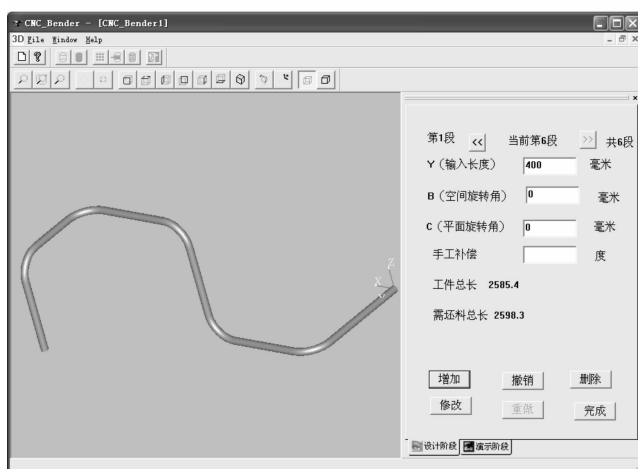 CNC_Bender - [CNC_Bender1]
3D File Window Help
第1段 << 当前第6段 >> 共6段
Y (输入长度) 400 毫米
B (空间旋转角) 0 毫米
C (平面旋转角) 0 毫米
手工补偿 度
工件总长 2585.4
需坯料总长 2598.3
增加 撤销 删除
修改 重做 完成
设计阶段 演示阶段
X Z